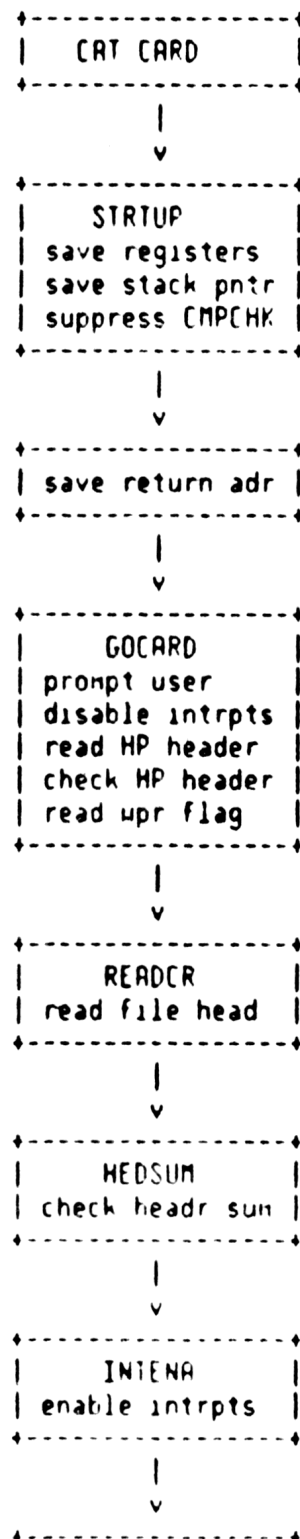 CAT CARD
STRTUP
save registers
save stack pntr
suppress CMPCHK
save return adr
GOCARD
prompt user
disable intrpts
read HP header
check HP header
read wpr flag
READCR
read file head
HEDSUM
check headr sum
INTENA
enable intrpts